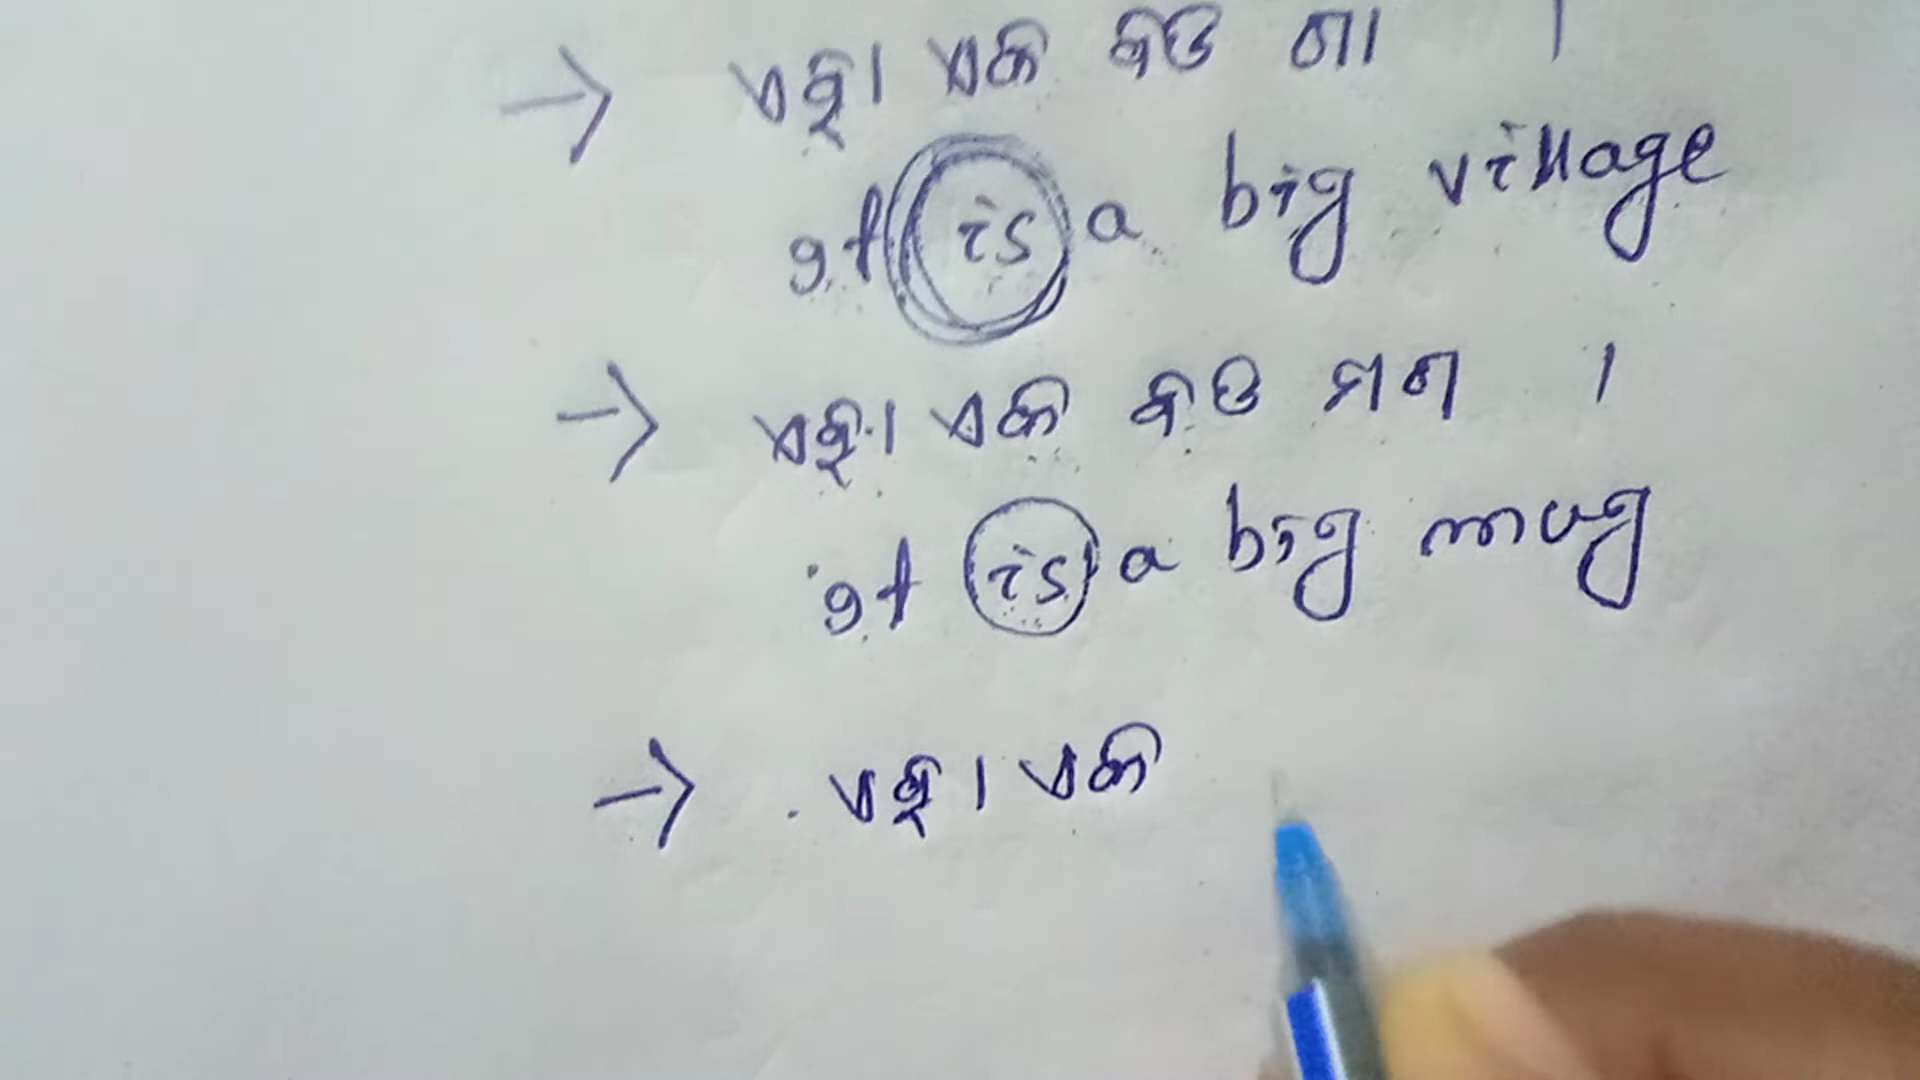 → ଏହା ଏକ ବଡ ଗା ।
It is a big village
→ ଏହା ଏକ ବଡ ମଗ ।
It is a big mug
→ ଏହା ଏକ